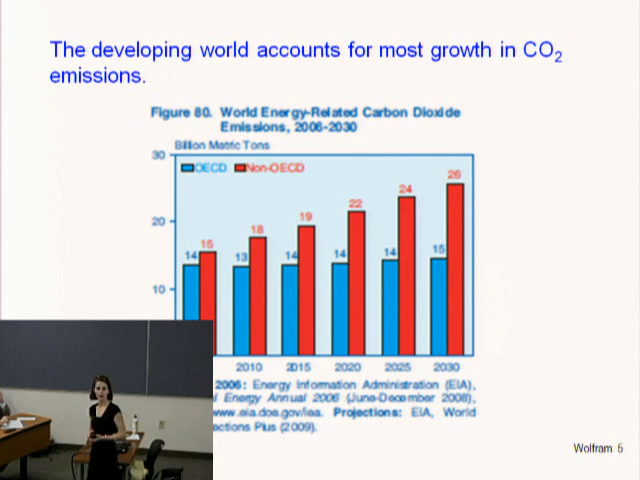 The developing world accounts for most growth in CO2
emissions.
Figure 80. World Energy-Related Carbon Dioxide
Emissions, 2006-2030
Billion Metric Tons
30
OECD Non-OECD
20
10
14 15
13 18
14 19
14 22
14 24
15 26
2010 2015 2020 2025 2030
2006: Energy Information Administration (EIA),
Energy Annual 2006 (June-December 2008),
www.eia.doe.gov/iea. Projections: EIA, World
ctions Plus (2009).
Wolfram 5